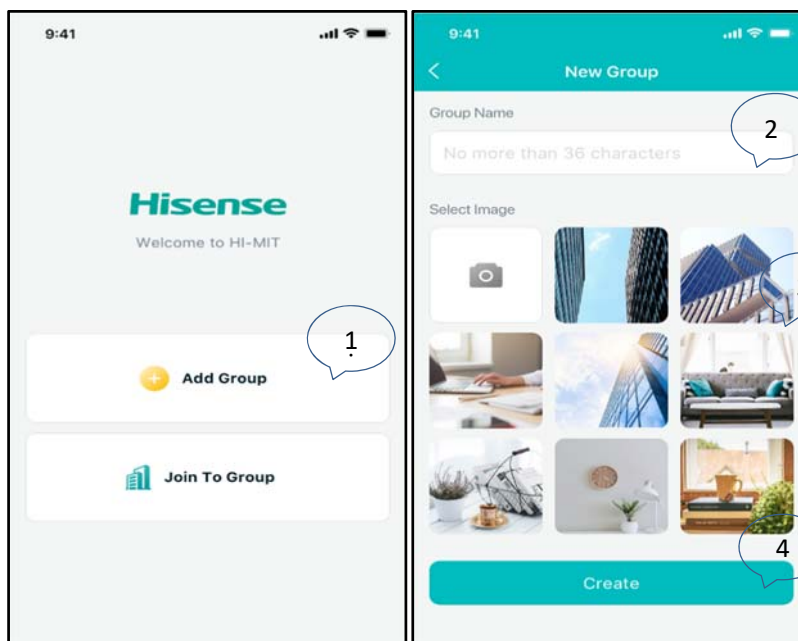 9:41
Hisense
Welcome to HI-MIT
1
.
Add Group
Join To Group
9:41
New Group
Group Name
2
No more than 36 characters
Select Image
4
Create